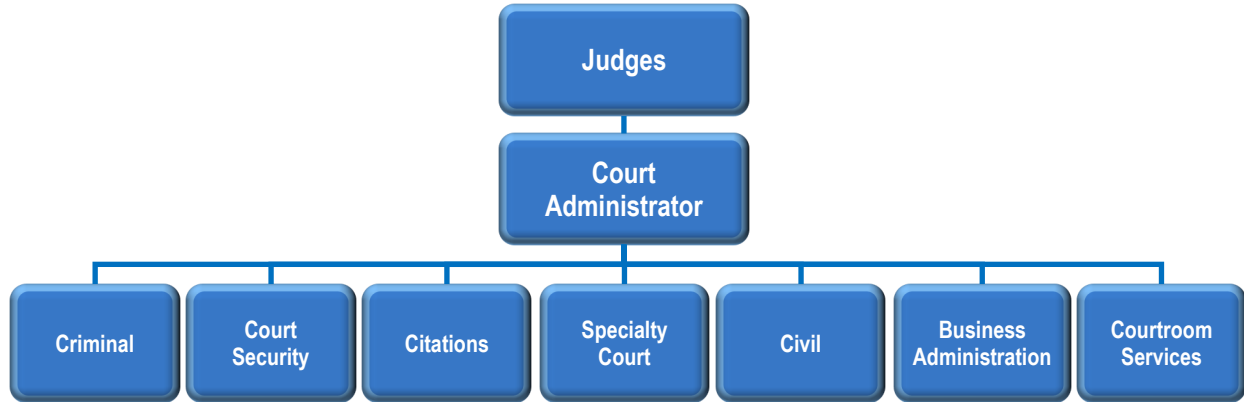 Judges
Court
Administrator
Criminal
Court
Security
Citations
Specialty
Court
Civil
Business
Administration
Courtroom
Services